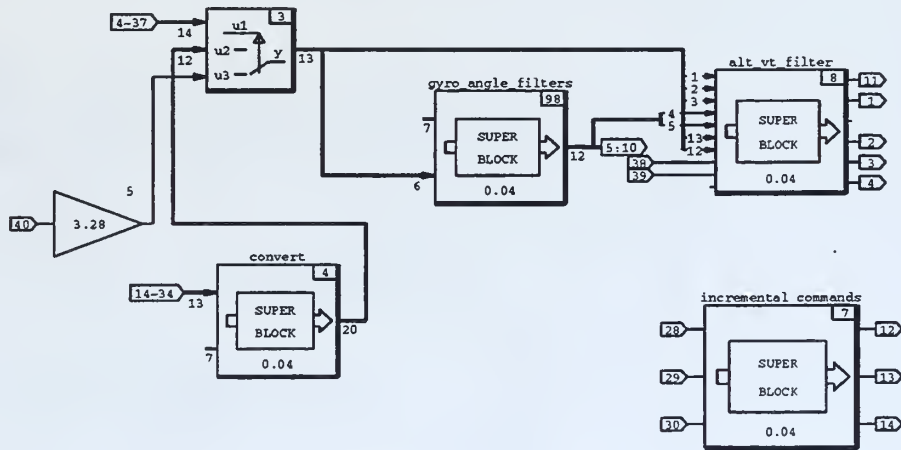 4-37
14
12
u1
u2
u3
y
3
13
gyro_angle_filters
98
7
SUPER
BLOCK
0.04
6
12
5:10
alt_vt_filter
8
1
2
3
4
5
13
12
38
39
SUPER
BLOCK
0.04
11
1
2
3
4
40
3.28
5
convert
4
14-34
13
7
SUPER
BLOCK
0.04
20
incremental commands
7
28
29
30
SUPER
BLOCK
0.04
12
13
14